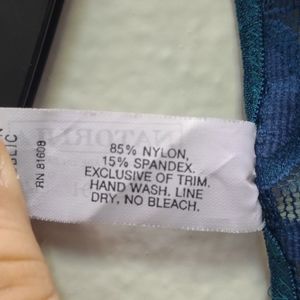 85% NYLON,
15% SPANDEX.
EXCLUSIVE OF TRIM.
HAND WASH. LINE
DRY, NO BLEACH.
RN 81608